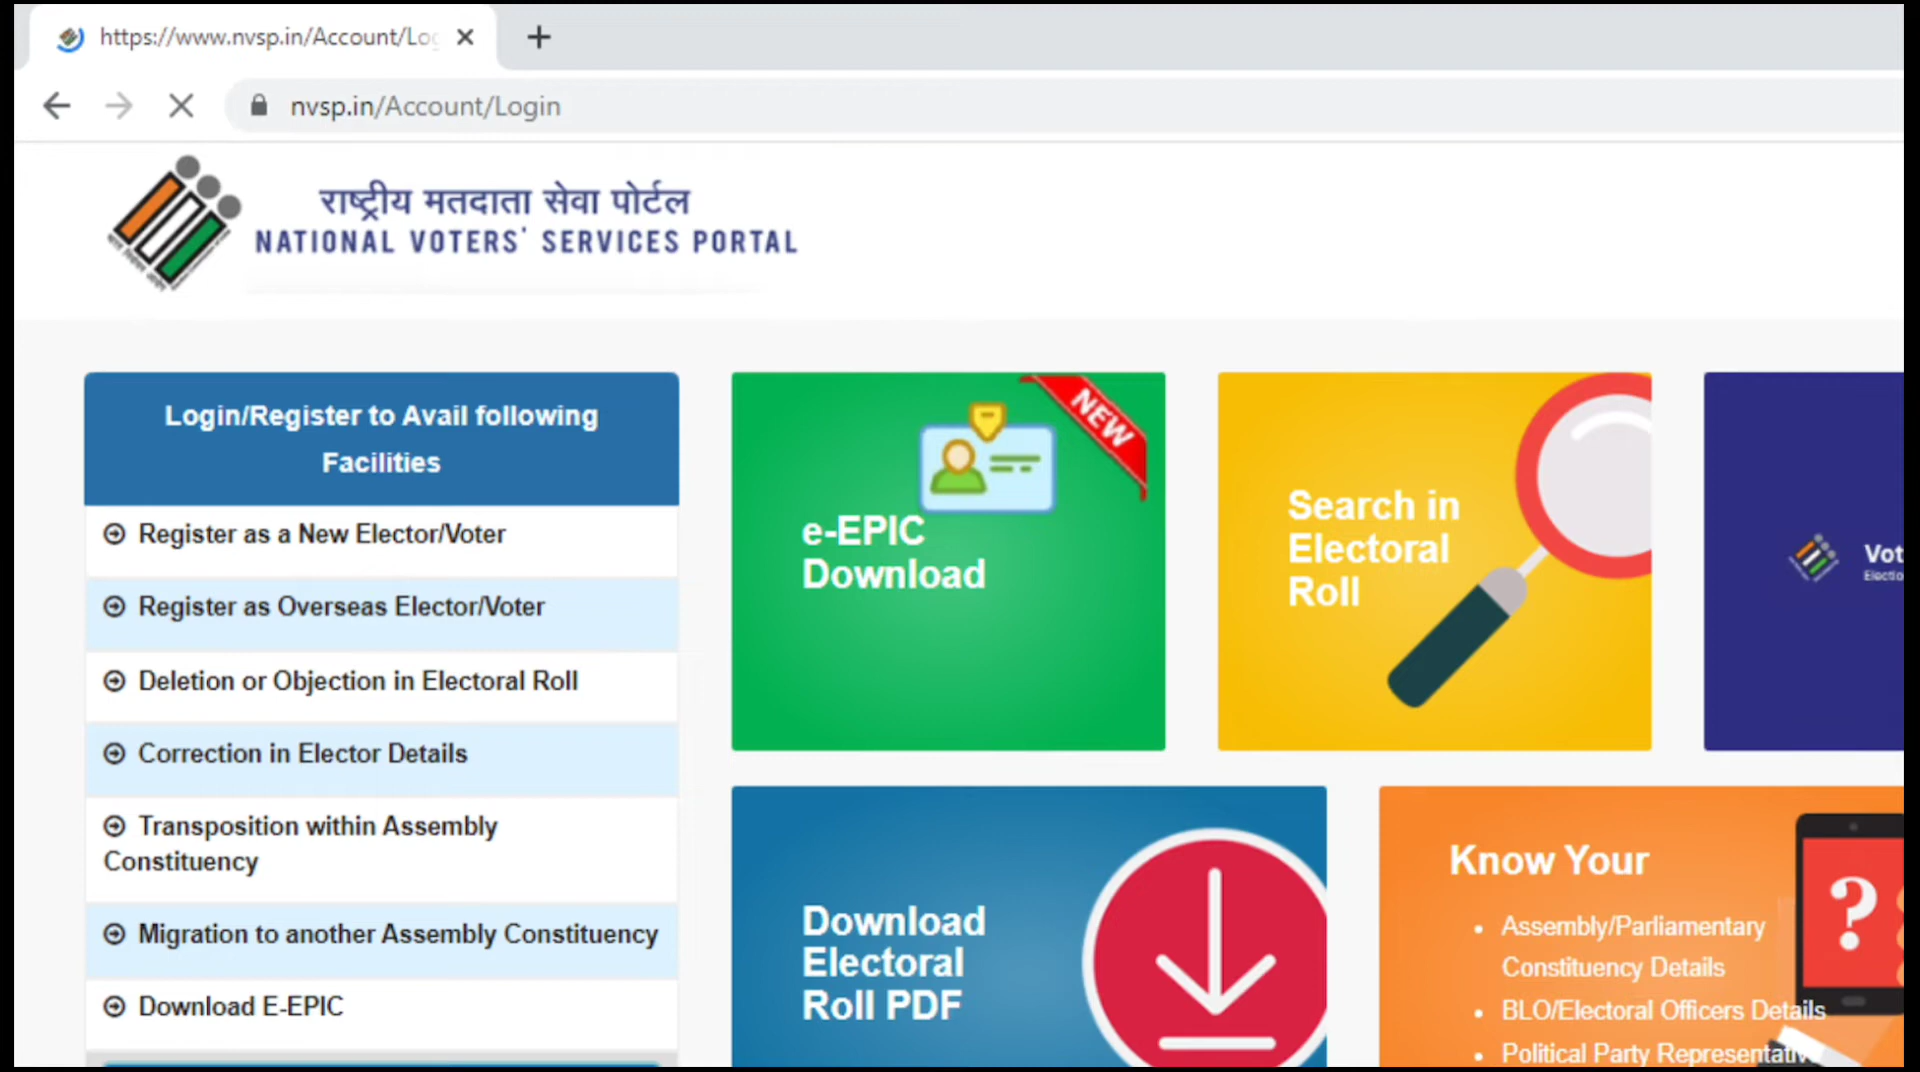 https://www.nvsp.in/Account/Log
nvsp.in/Account/Login
राष्ट्रीय मतदाता सेवा पोर्टल
NATIONAL VOTERS' SERVICES PORTAL
Login/Register to Avail following
Facilities
Register as a New Elector/Voter
Register as Overseas Elector/Voter
Deletion or Objection in Electoral Roll
Correction in Elector Details
Transposition within Assembly
Constituency
Migration to another Assembly Constituency
Download E-EPIC
NEW
e-EPIC
Download
Search in
Electoral
Roll
Vot
Electio
Download
Electoral
Roll PDF
Know Your
Assembly/Parliamentary
Constituency Details
BLO/Electoral Officers Details
Political Party Representativ
?